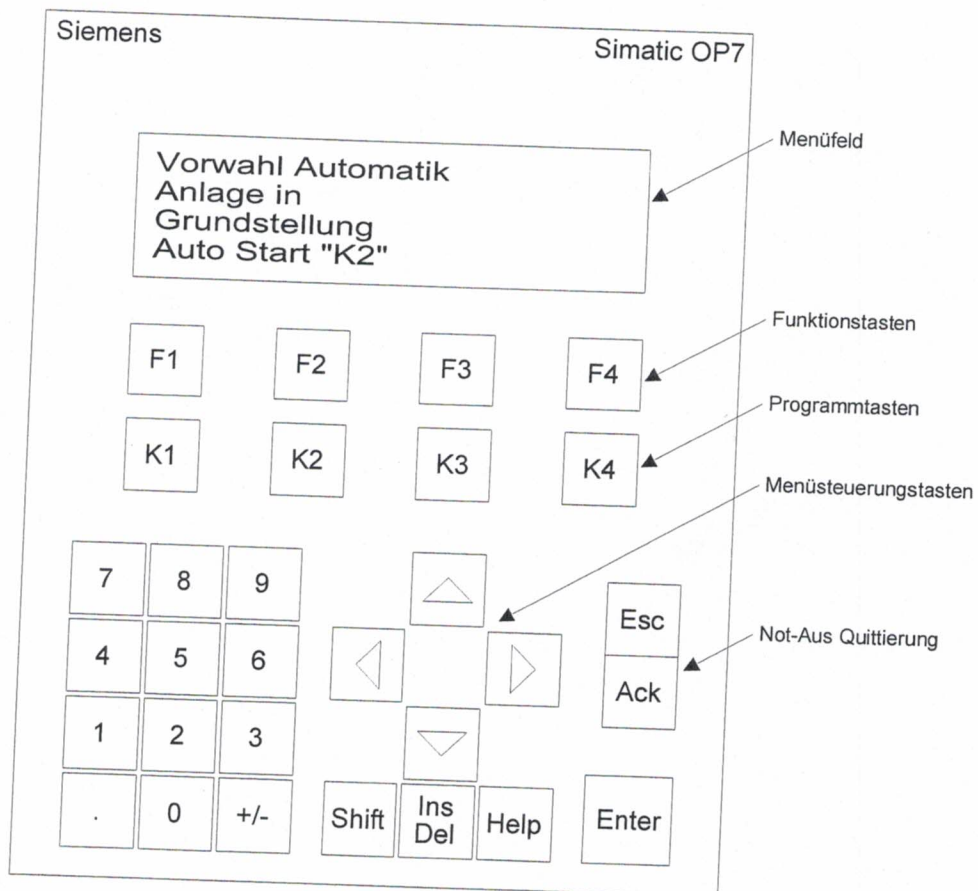 Siemens
Simatic OP7
Menüfeld
Vorwahl Automatik
Anlage in
Grundstellung
Auto Start "K2"
Funktionstasten
F1 F2 F3 F4
Programmtasten
K1 K2 K3 K4
Menüsteuerungstasten
7 8 9
Esc
4 5 6
Not-Aus Quittierung
Ack
1 2 3
. 0 +/-
Shift
Ins
Del
Help
Enter